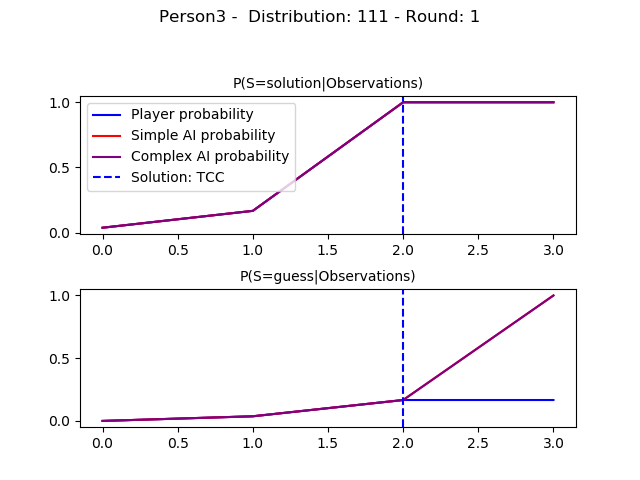 Person3 -  Distribution: 111 - Round: 1
P(S=solution|Observations)
1.0
0.5
0.0
Player probability
Simple AI probability
Complex AI probability
Solution: TCC
0.0 0.5 1.0 1.5 2.0 2.5 3.0
P(S=guess|Observations)
1.0
0.5
0.0
0.0 0.5 1.0 1.5 2.0 2.5 3.0